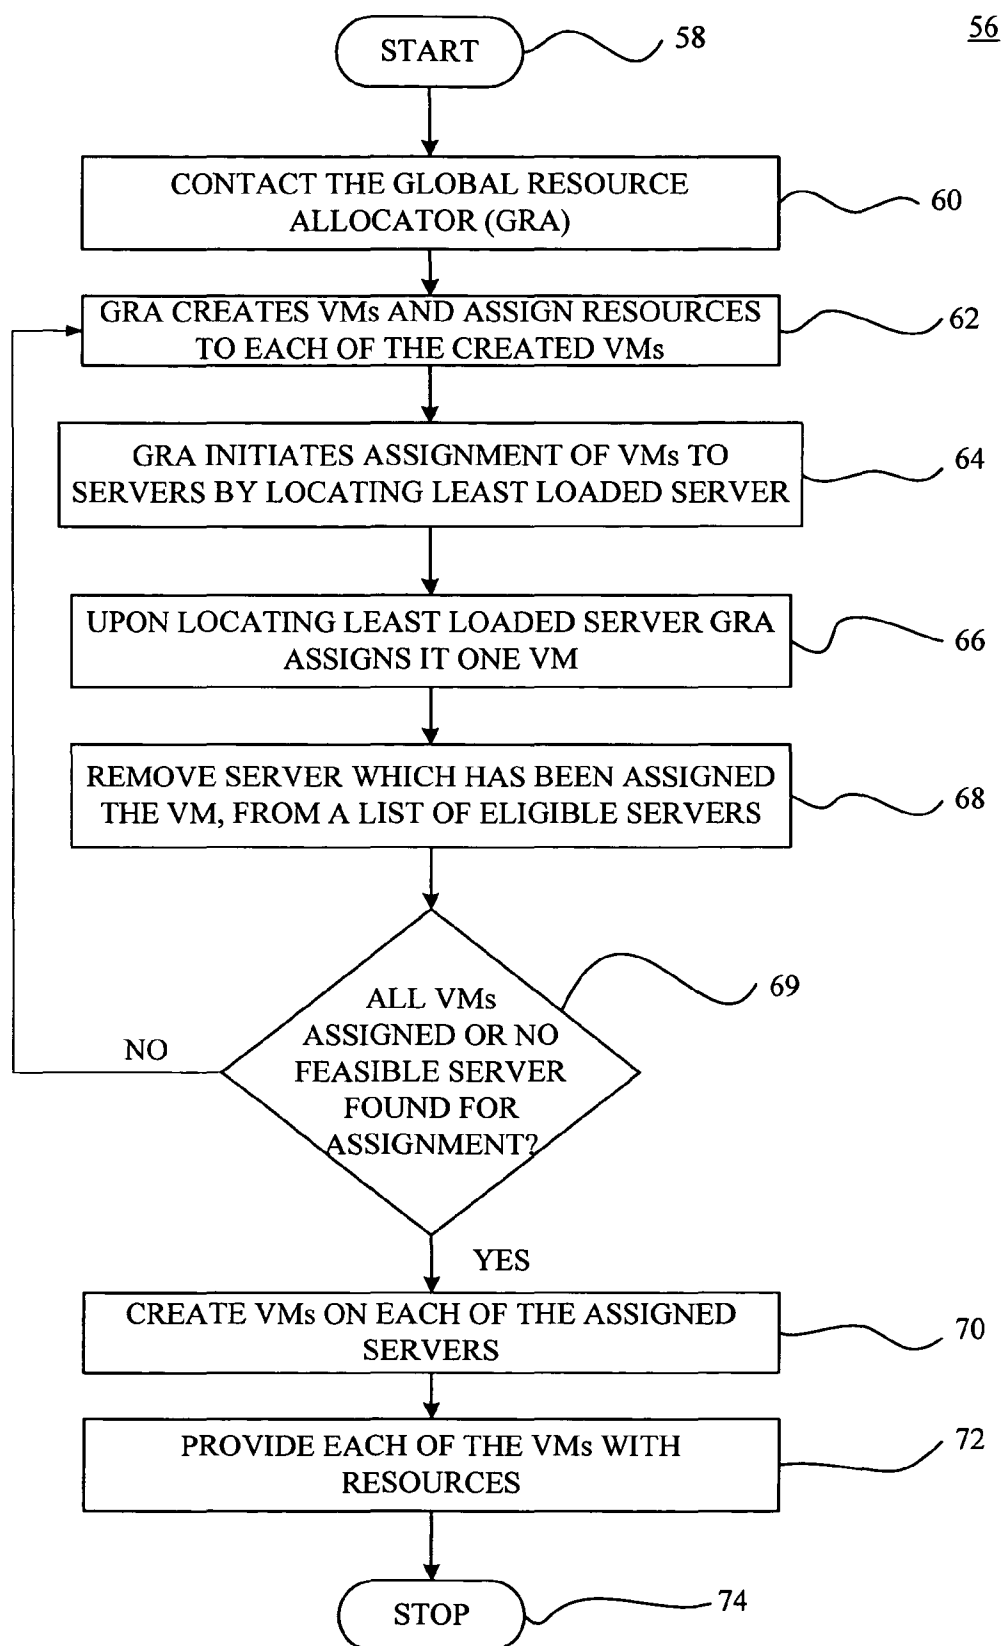 56
START
58
CONTACT THE GLOBAL RESOURCE
ALLOCATOR (GRA)
60
GRA CREATES VMs AND ASSIGN RESOURCES
TO EACH OF THE CREATED VMs
62
GRA INITIATES ASSIGNMENT OF VMs TO
SERVERS BY LOCATING LEAST LOADED SERVER
64
UPON LOCATING LEAST LOADED SERVER GRA
ASSIGNS IT ONE VM
66
REMOVE SERVER WHICH HAS BEEN ASSIGNED
THE VM, FROM A LIST OF ELIGIBLE SERVERS
68
ALL VMs
ASSIGNED OR NO
FEASIBLE SERVER
FOUND FOR
ASSIGNMENT?
69
NO
YES
CREATE VMs ON EACH OF THE ASSIGNED
SERVERS
70
PROVIDE EACH OF THE VMs WITH
RESOURCES
72
STOP
74